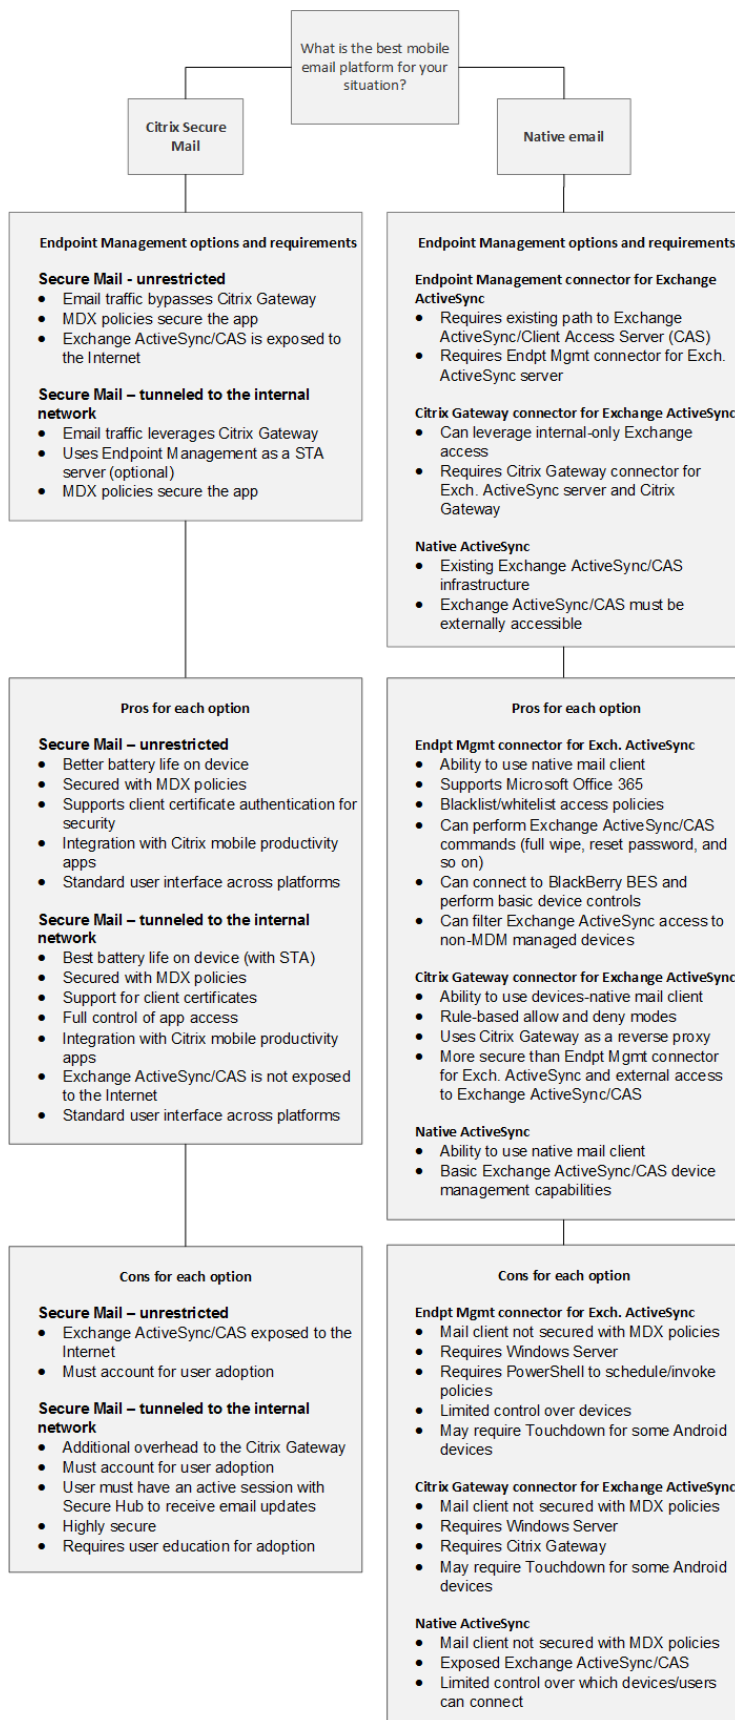 What is the best mobile
email platform for your
situation?
Citrix Secure
Mail
Native email
Endpoint Management options and requirements
Secure Mail - unrestricted
• Email traffic bypasses Citrix Gateway
• MDX policies secure the app
• Exchange ActiveSync/CAS is exposed to
the Internet
Secure Mail – tunneled to the internal
network
• Email traffic leverages Citrix Gateway
• Uses Endpoint Management as a STA
server (optional)
• MDX policies secure the app
Endpoint Management options and requirements
Endpoint Management connector for Exchange
ActiveSync
• Requires existing path to Exchange
ActiveSync/Client Access Server (CAS)
• Requires Endpt Mgmt connector for Exch.
ActiveSync server
Citrix Gateway connector for Exchange ActiveSync
• Can leverage internal-only Exchange
access
• Requires Citrix Gateway connector for
Exch. ActiveSync server and Citrix
Gateway
Native ActiveSync
• Existing Exchange ActiveSync/CAS
infrastructure
• Exchange ActiveSync/CAS must be
externally accessible
Pros for each option
Secure Mail – unrestricted
• Better battery life on device
• Secured with MDX policies
• Supports client certificate authentication for
security
• Integration with Citrix mobile productivity
apps
• Standard user interface across platforms
Secure Mail – tunneled to the internal
network
• Best battery life on device (with STA)
• Secured with MDX policies
• Support for client certificates
• Full control of app access
• Integration with Citrix mobile productivity
apps
• Exchange ActiveSync/CAS is not exposed
to the Internet
• Standard user interface across platforms
Pros for each option
Endpt Mgmt connector for Exch. ActiveSync
• Ability to use native mail client
• Supports Microsoft Office 365
• Blacklist/whitelist access policies
• Can perform Exchange ActiveSync/CAS
commands (full wipe, reset password, and
so on)
• Can connect to BlackBerry BES and
perform basic device controls
• Can filter Exchange ActiveSync access to
non-MDM managed devices
Citrix Gateway connector for Exchange ActiveSync
• Ability to use devices-native mail client
• Rule-based allow and deny modes
• Uses Citrix Gateway as a reverse proxy
• More secure than Endpt Mgmt connector
for Exch. ActiveSync and external access
to Exchange ActiveSync/CAS
Native ActiveSync
• Ability to use native mail client
• Basic Exchange ActiveSync/CAS device
management capabilities
Cons for each option
Secure Mail – unrestricted
• Exchange ActiveSync/CAS exposed to the
Internet
• Must account for user adoption
Secure Mail – tunneled to the internal
network
• Additional overhead to the Citrix Gateway
• Must account for user adoption
• User must have an active session with
Secure Hub to receive email updates
• Highly secure
• Requires user education for adoption
Cons for each option
Endpt Mgmt connector for Exch. ActiveSync
• Mail client not secured with MDX policies
• Requires Windows Server
• Requires PowerShell to schedule/invoke
policies
• Limited control over devices
• May require Touchdown for some Android
devices
Citrix Gateway connector for Exchange ActiveSync
• Mail client not secured with MDX policies
• Requires Windows Server
• Requires Citrix Gateway
• May require Touchdown for some Android
devices
Native ActiveSync
• Mail client not secured with MDX policies
• Exposed Exchange ActiveSync/CAS
• Limited control over which devices/users
can connect